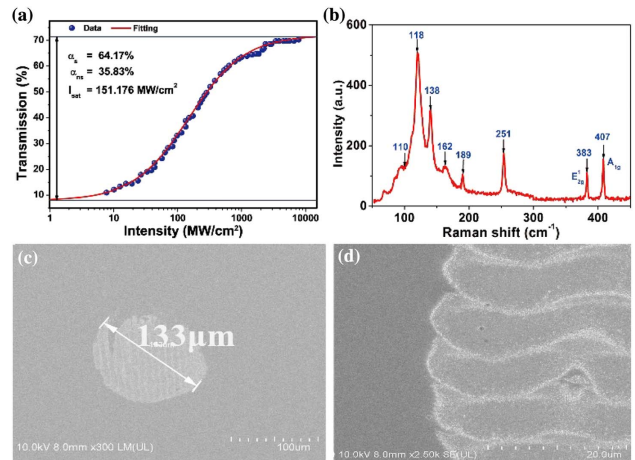 (a)
Data
Fitting
α_s = 64.17%
α_ns = 35.83%
I_sat = 151.176 MW/cm²
Transmission (%)
70
60
50
40
30
20
10
1
10
100
1000
10000
Intensity (MW/cm²)
(b)
Intensity (a.u.)
600
450
300
150
0
118
138
110
162
189
251
383
407
E¹₂g
A₁g
100
200
300
400
Raman shift (cm⁻¹)
(c)
133μm
10.0kV 8.0mm x300 LM(UL)
100um
(d)
10.0kV 8.0mm x2.50k SE(UL)
20.0um